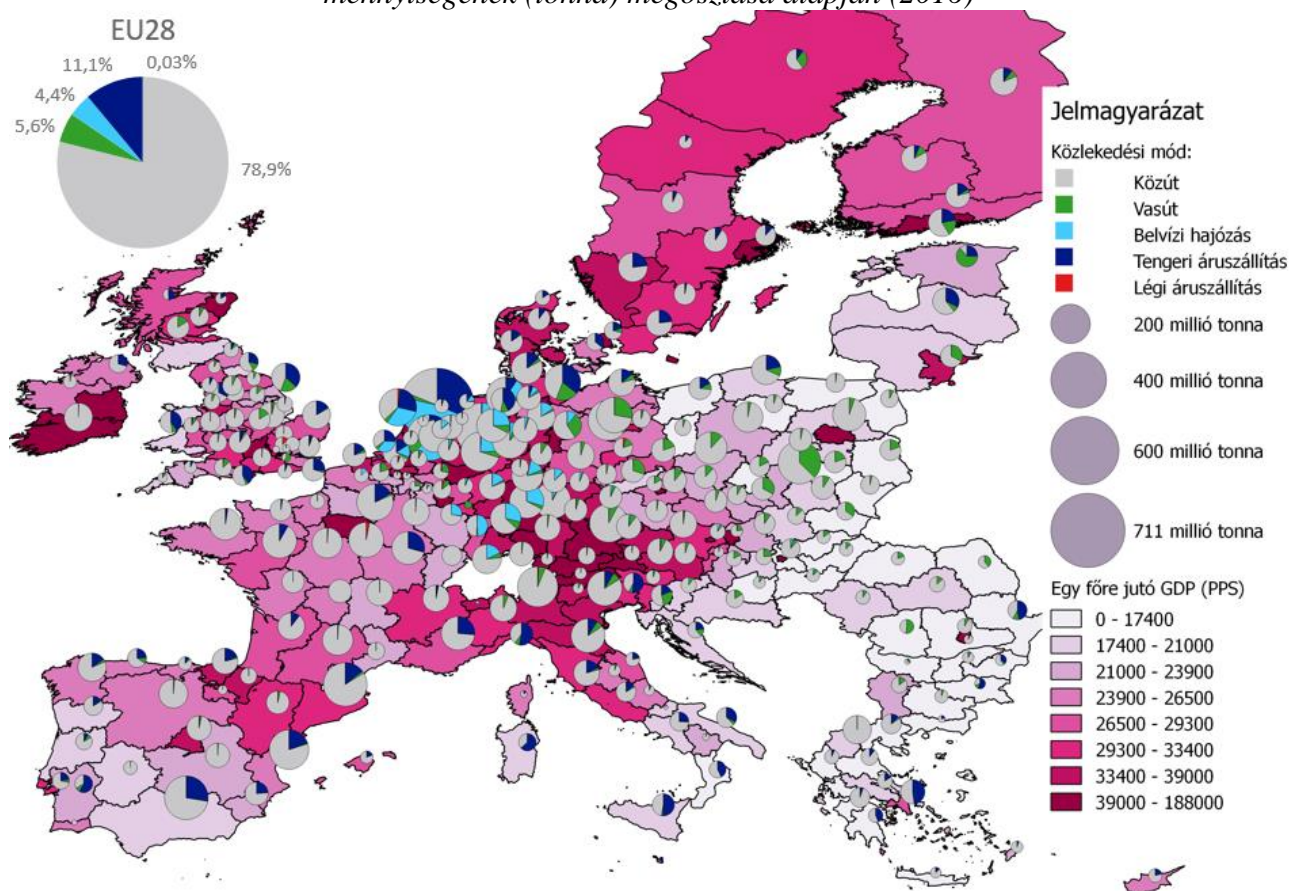 mennyiségének (tonna) megoszlása alapján (2016)
EU28
11,1%
0,03%
4,4%
5,6%
78,9%
Jelmagyarázat
Közlekedési mód:
Közút
Vasút
Belvízi hajózás
Tengeri áruszállítás
Légi áruszállítás
200 millió tonna
400 millió tonna
600 millió tonna
711 millió tonna
Egy főre jutó GDP (PPS)
0 - 17400
17400 - 21000
21000 - 23900
23900 - 26500
26500 - 29300
29300 - 33400
33400 - 39000
39000 - 188000